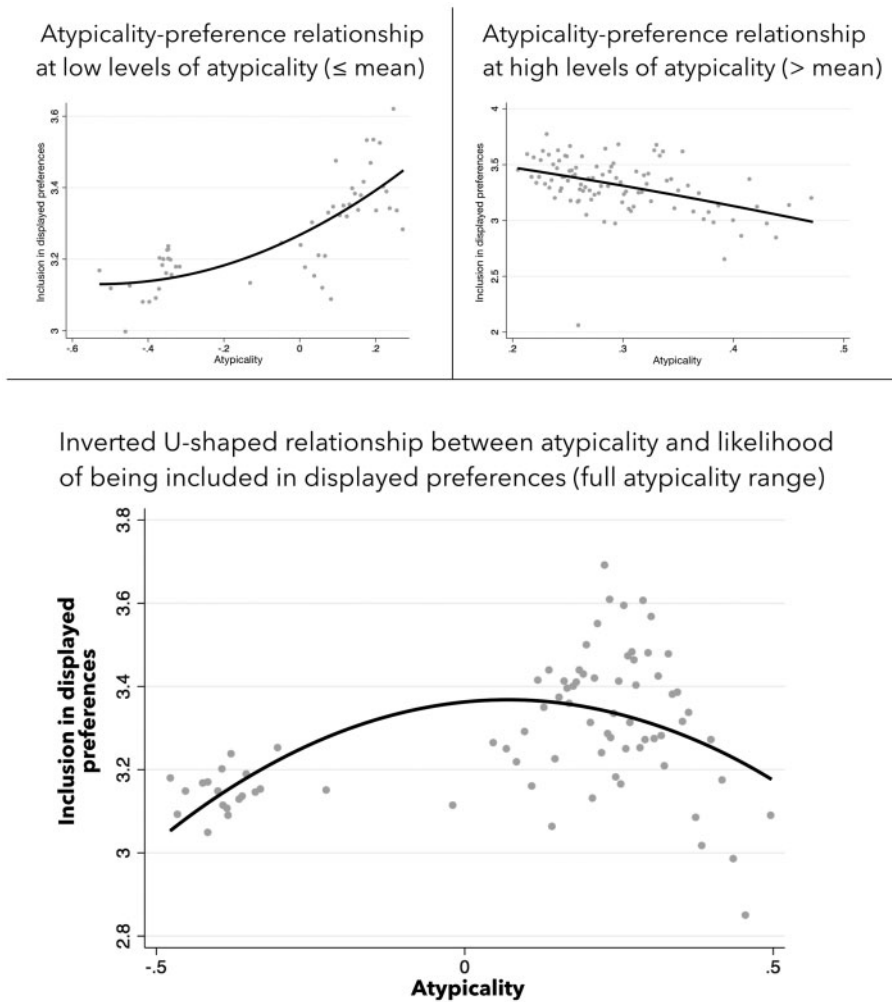 Atypicality-preference relationship
at low levels of atypicality (≤ mean)
Inclusion in displayed preferences
3.6
3.4
3.2
3
-.6
-.4
-.2
0
.2
Atypicality
Atypicality-preference relationship
at high levels of atypicality (> mean)
Inclusion in displayed preferences
4
3.5
3
2.5
2
.2
.3
.4
.5
Atypicality
Inverted U-shaped relationship between atypicality and likelihood
of being included in displayed preferences (full atypicality range)
Inclusion in displayed
preferences
3.8
3.6
3.4
3.2
3
2.8
-.5
0
.5
Atypicality